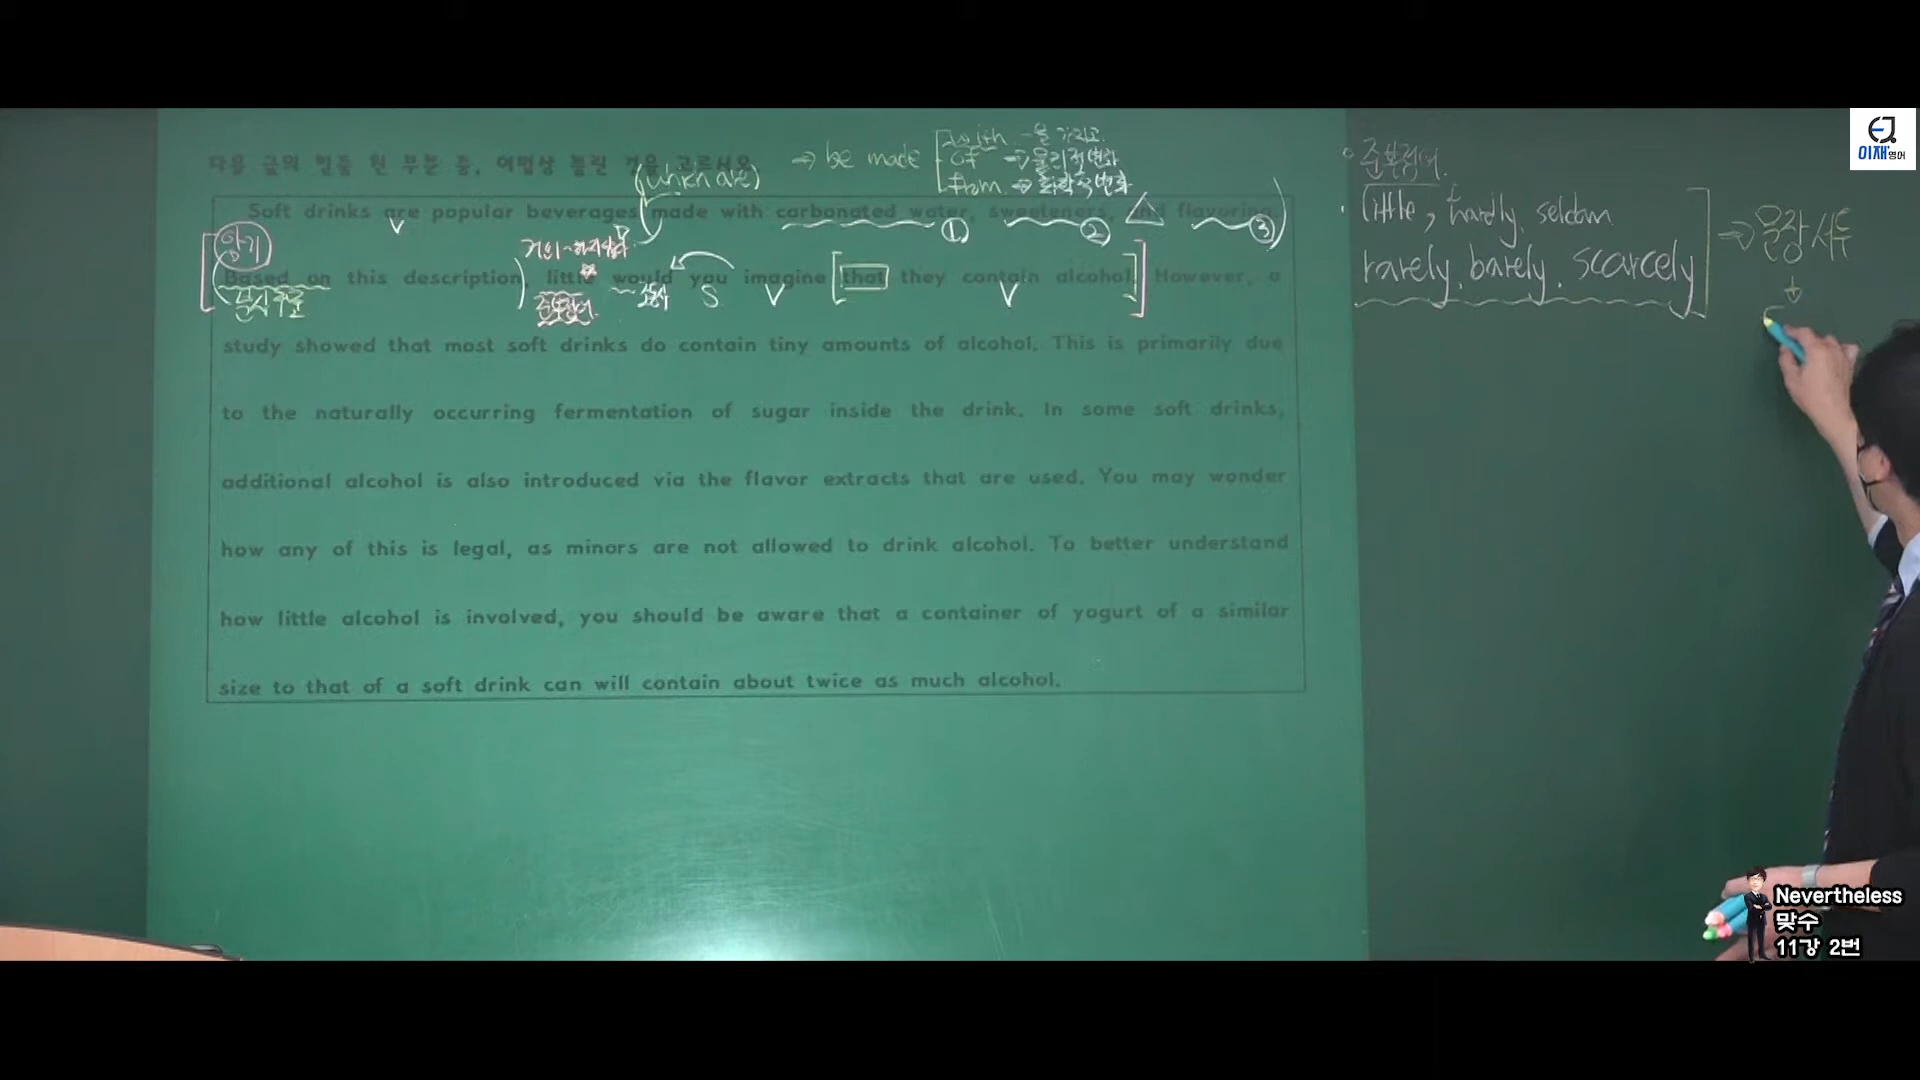 다음 글의 밑줄 친 부분 중, 어법상 틀린 것을 고르시오
(which are)
→ be made
with ~을 가지고
of → 물리적 변화
from → 화학적 변화
Soft drinks are popular beverages made with carbonated water, sweeteners, and flavoring.
V ① ② ③
암기
거의 ~하지 않다
Based on this description, little would you imagine that they contain alcohol. However, a
분사구문 준부정어 조동사 S V V
study showed that most soft drinks do contain tiny amounts of alcohol. This is primarily due
to the naturally occurring fermentation of sugar inside the drink. In some soft drinks,
additional alcohol is also introduced via the flavor extracts that are used. You may wonder
how any of this is legal, as minors are not allowed to drink alcohol. To better understand
how little alcohol is involved, you should be aware that a container of yogurt of a similar
size to that of a soft drink can will contain about twice as much alcohol.
준부정어
little, hardly, seldom
rarely, barely, scarcely
⇒ 문장 서두
EJ
이재영어
Nevertheless
맞수
11강 2번